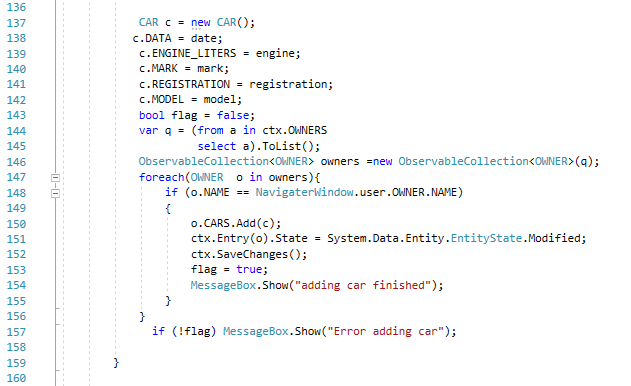 136
137 CAR c = new CAR();
138 c.DATA = date;
139 c.ENGINE_LITERS = engine;
140 c.MARK = mark;
141 c.REGISTRATION = registration;
142 c.MODEL = model;
143 bool flag = false;
144 var q = (from a in ctx.OWNERS
145 select a).ToList();
146 ObservableCollection<OWNER> owners =new ObservableCollection<OWNER>(q);
147 foreach(OWNER  o in owners){
148 if (o.NAME == NavigaterWindow.user.OWNER.NAME)
149 {
150 o.CARS.Add(c);
151 ctx.Entry(o).State = System.Data.Entity.EntityState.Modified;
152 ctx.SaveChanges();
153 flag = true;
154 MessageBox.Show("adding car finished");
155 }
156 }
157 if (!flag) MessageBox.Show("Error adding car");
158
159 }
160